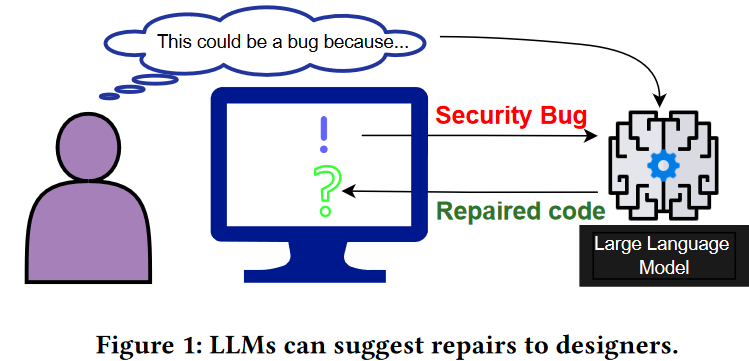 This could be a bug because...
!
Security Bug
?
Repaired code
Large Language
Model
Figure 1: LLMs can suggest repairs to designers.